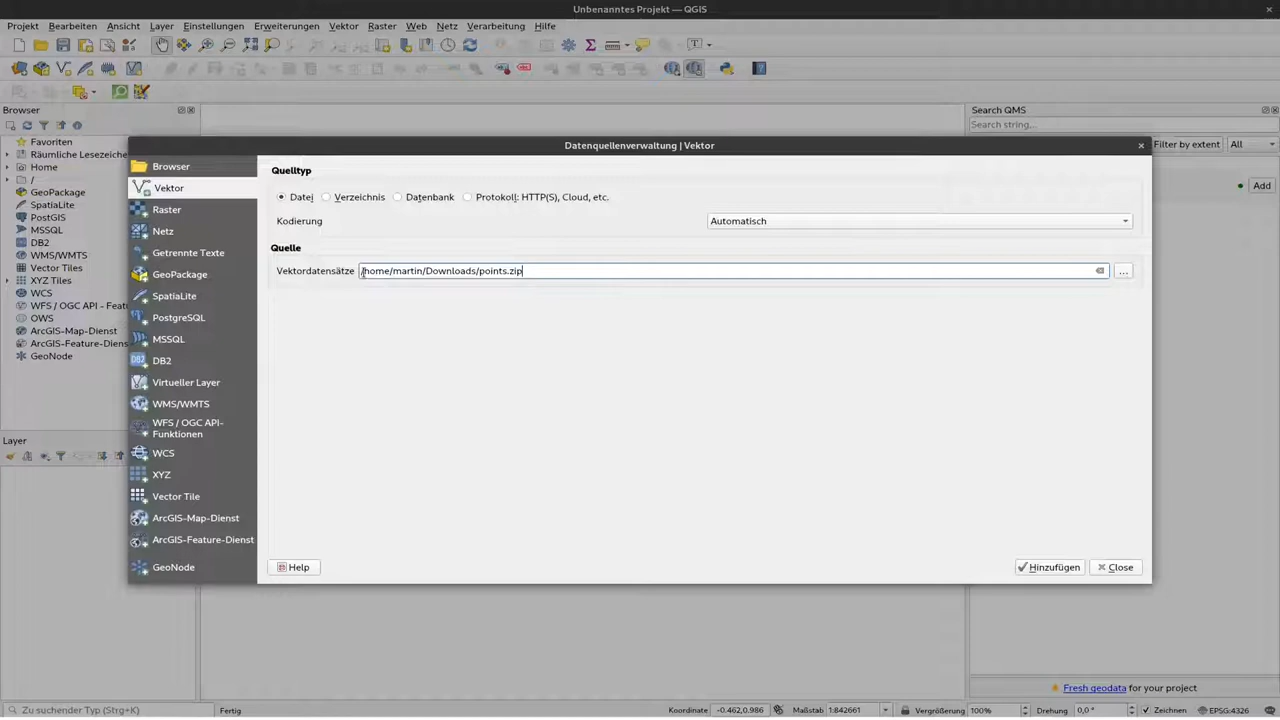 Unbenanntes Projekt — QGIS
Projekt Bearbeiten Ansicht Layer Einstellungen Erweiterungen Vektor Raster Web Netz Verarbeitung Hilfe
Browser
Favoriten
Räumliche Lesezeiche
Home
/
GeoPackage
SpatiaLite
PostGIS
MSSQL
DB2
WMS/WMTS
Vector Tiles
XYZ Tiles
WCS
WFS / OGC API - Featu
OWS
ArcGIS-Map-Dienst
ArcGIS-Feature-Diens
GeoNode
Layer
Datenquellenverwaltung | Vektor
Browser
Vektor
Raster
Netz
Getrennte Texte
GeoPackage
SpatiaLite
PostgreSQL
MSSQL
DB2
Virtueller Layer
WMS/WMTS
WFS / OGC API-
Funktionen
WCS
XYZ
Vector Tile
ArcGIS-Map-Dienst
ArcGIS-Feature-Dienst
GeoNode
Quelltyp
Datei Verzeichnis Datenbank Protokoll: HTTP(S), Cloud, etc.
Kodierung Automatisch
Quelle
Vektordatensätze /home/martin/Downloads/points.zip …
Help Hinzufügen Close
Search QMS
Search string...
Filter by extent All
Add
Fresh geodata for your project
Zu suchender Typ (Strg+K) Fertig Koordinate -0.462,0.986 Maßstab 1:842661 Vergrößerung 100% Drehung 0,0 ° Zeichnen EPSG:4326